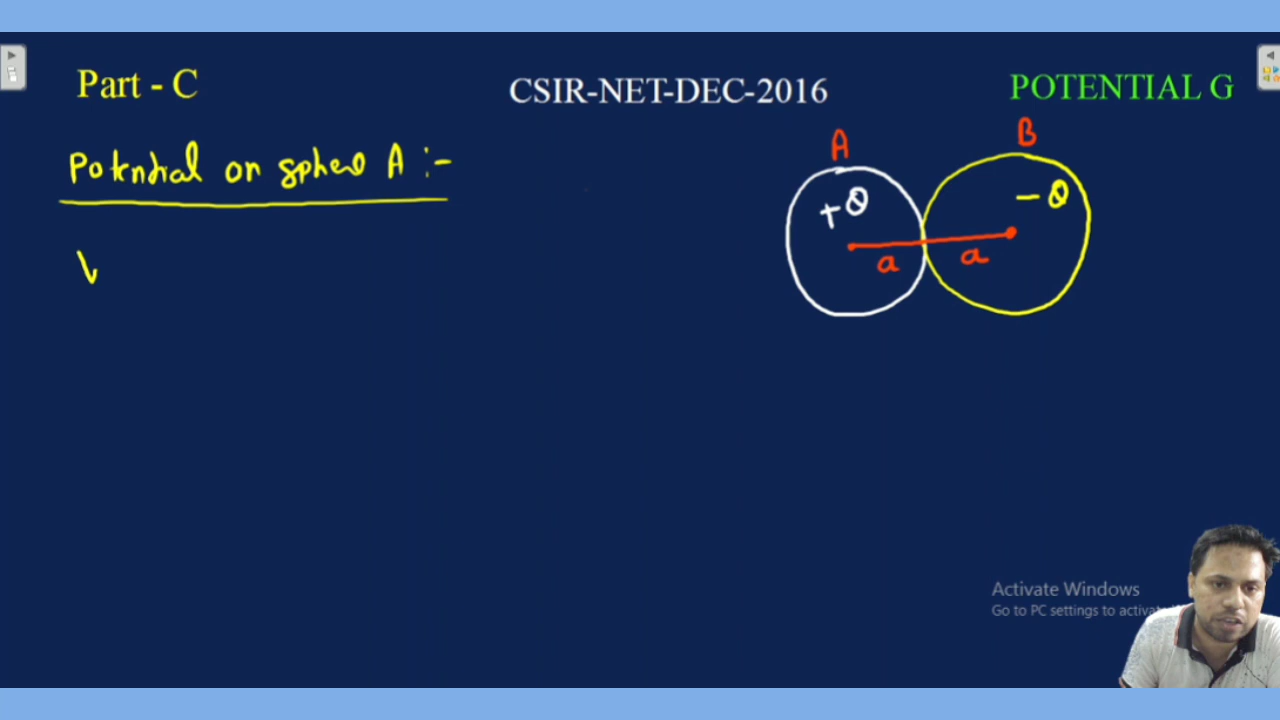 Part - C
CSIR-NET-DEC-2016
POTENTIAL G
Potential on sphere A :-
V
A
B
+Q
-Q
a
a
Activate Windows
Go to PC settings to activat